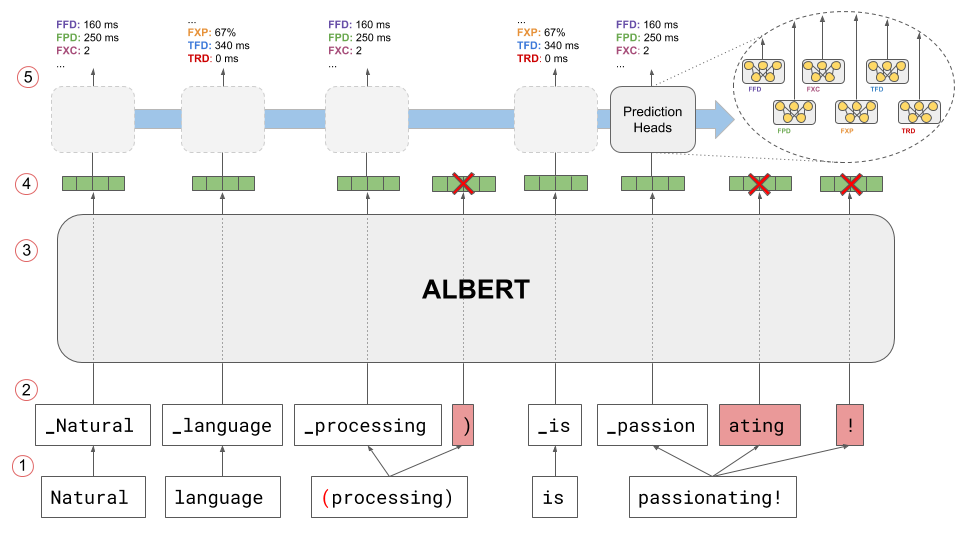 FFD: 160 ms
FPD: 250 ms
FXC: 2
...
...
FXP: 67%
TFD: 340 ms
TRD: 0 ms
FFD: 160 ms
FPD: 250 ms
FXC: 2
...
...
FXP: 67%
TFD: 340 ms
TRD: 0 ms
FFD: 160 ms
FPD: 250 ms
FXC: 2
...
FFD
FXC
TFD
FPD
FXP
TRD
5
Prediction
Heads
4
3
ALBERT
2
_Natural
_language
_processing
)
_is
_passion
ating
!
1
Natural
language
(processing)
is
passionating!